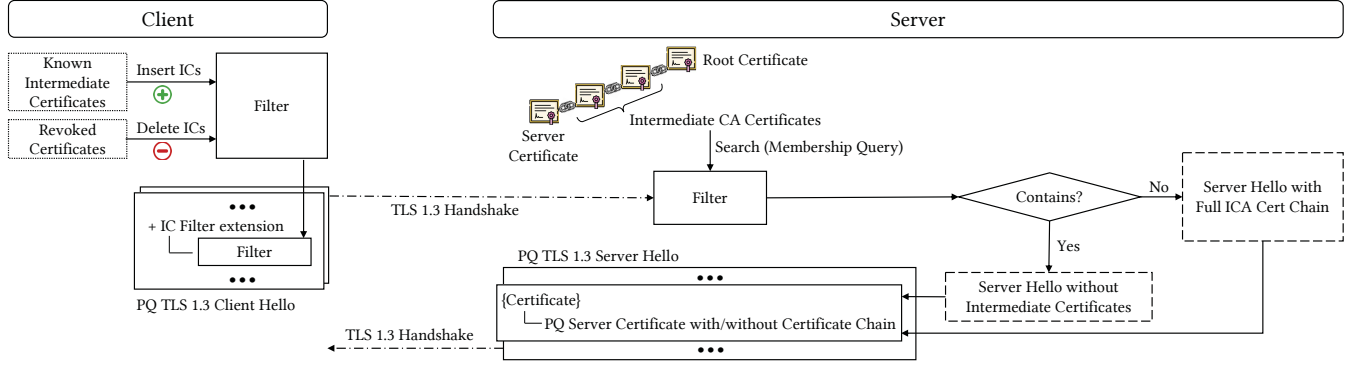 Client
Server
Known
Intermediate
Certificates
Insert ICs
Revoked
Certificates
Delete ICs
Filter
Root Certificate
Intermediate CA Certificates
Server
Certificate
Search (Membership Query)
Filter
Contains?
No
Server Hello with
Full ICA Cert Chain
Yes
Server Hello without
Intermediate Certificates
TLS 1.3 Handshake
•••
+ IC Filter extension
Filter
•••
PQ TLS 1.3 Client Hello
PQ TLS 1.3 Server Hello
•••
{Certificate}
PQ Server Certificate with/without Certificate Chain
•••
TLS 1.3 Handshake